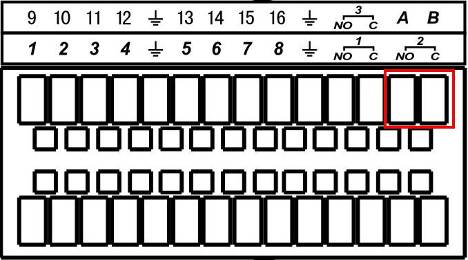 9 10 11 12 ⏚ 13 14 15 16 ⏚ 3 A B
NO C
1 2 3 4 ⏚ 5 6 7 8 ⏚ 1 2
NO C NO C